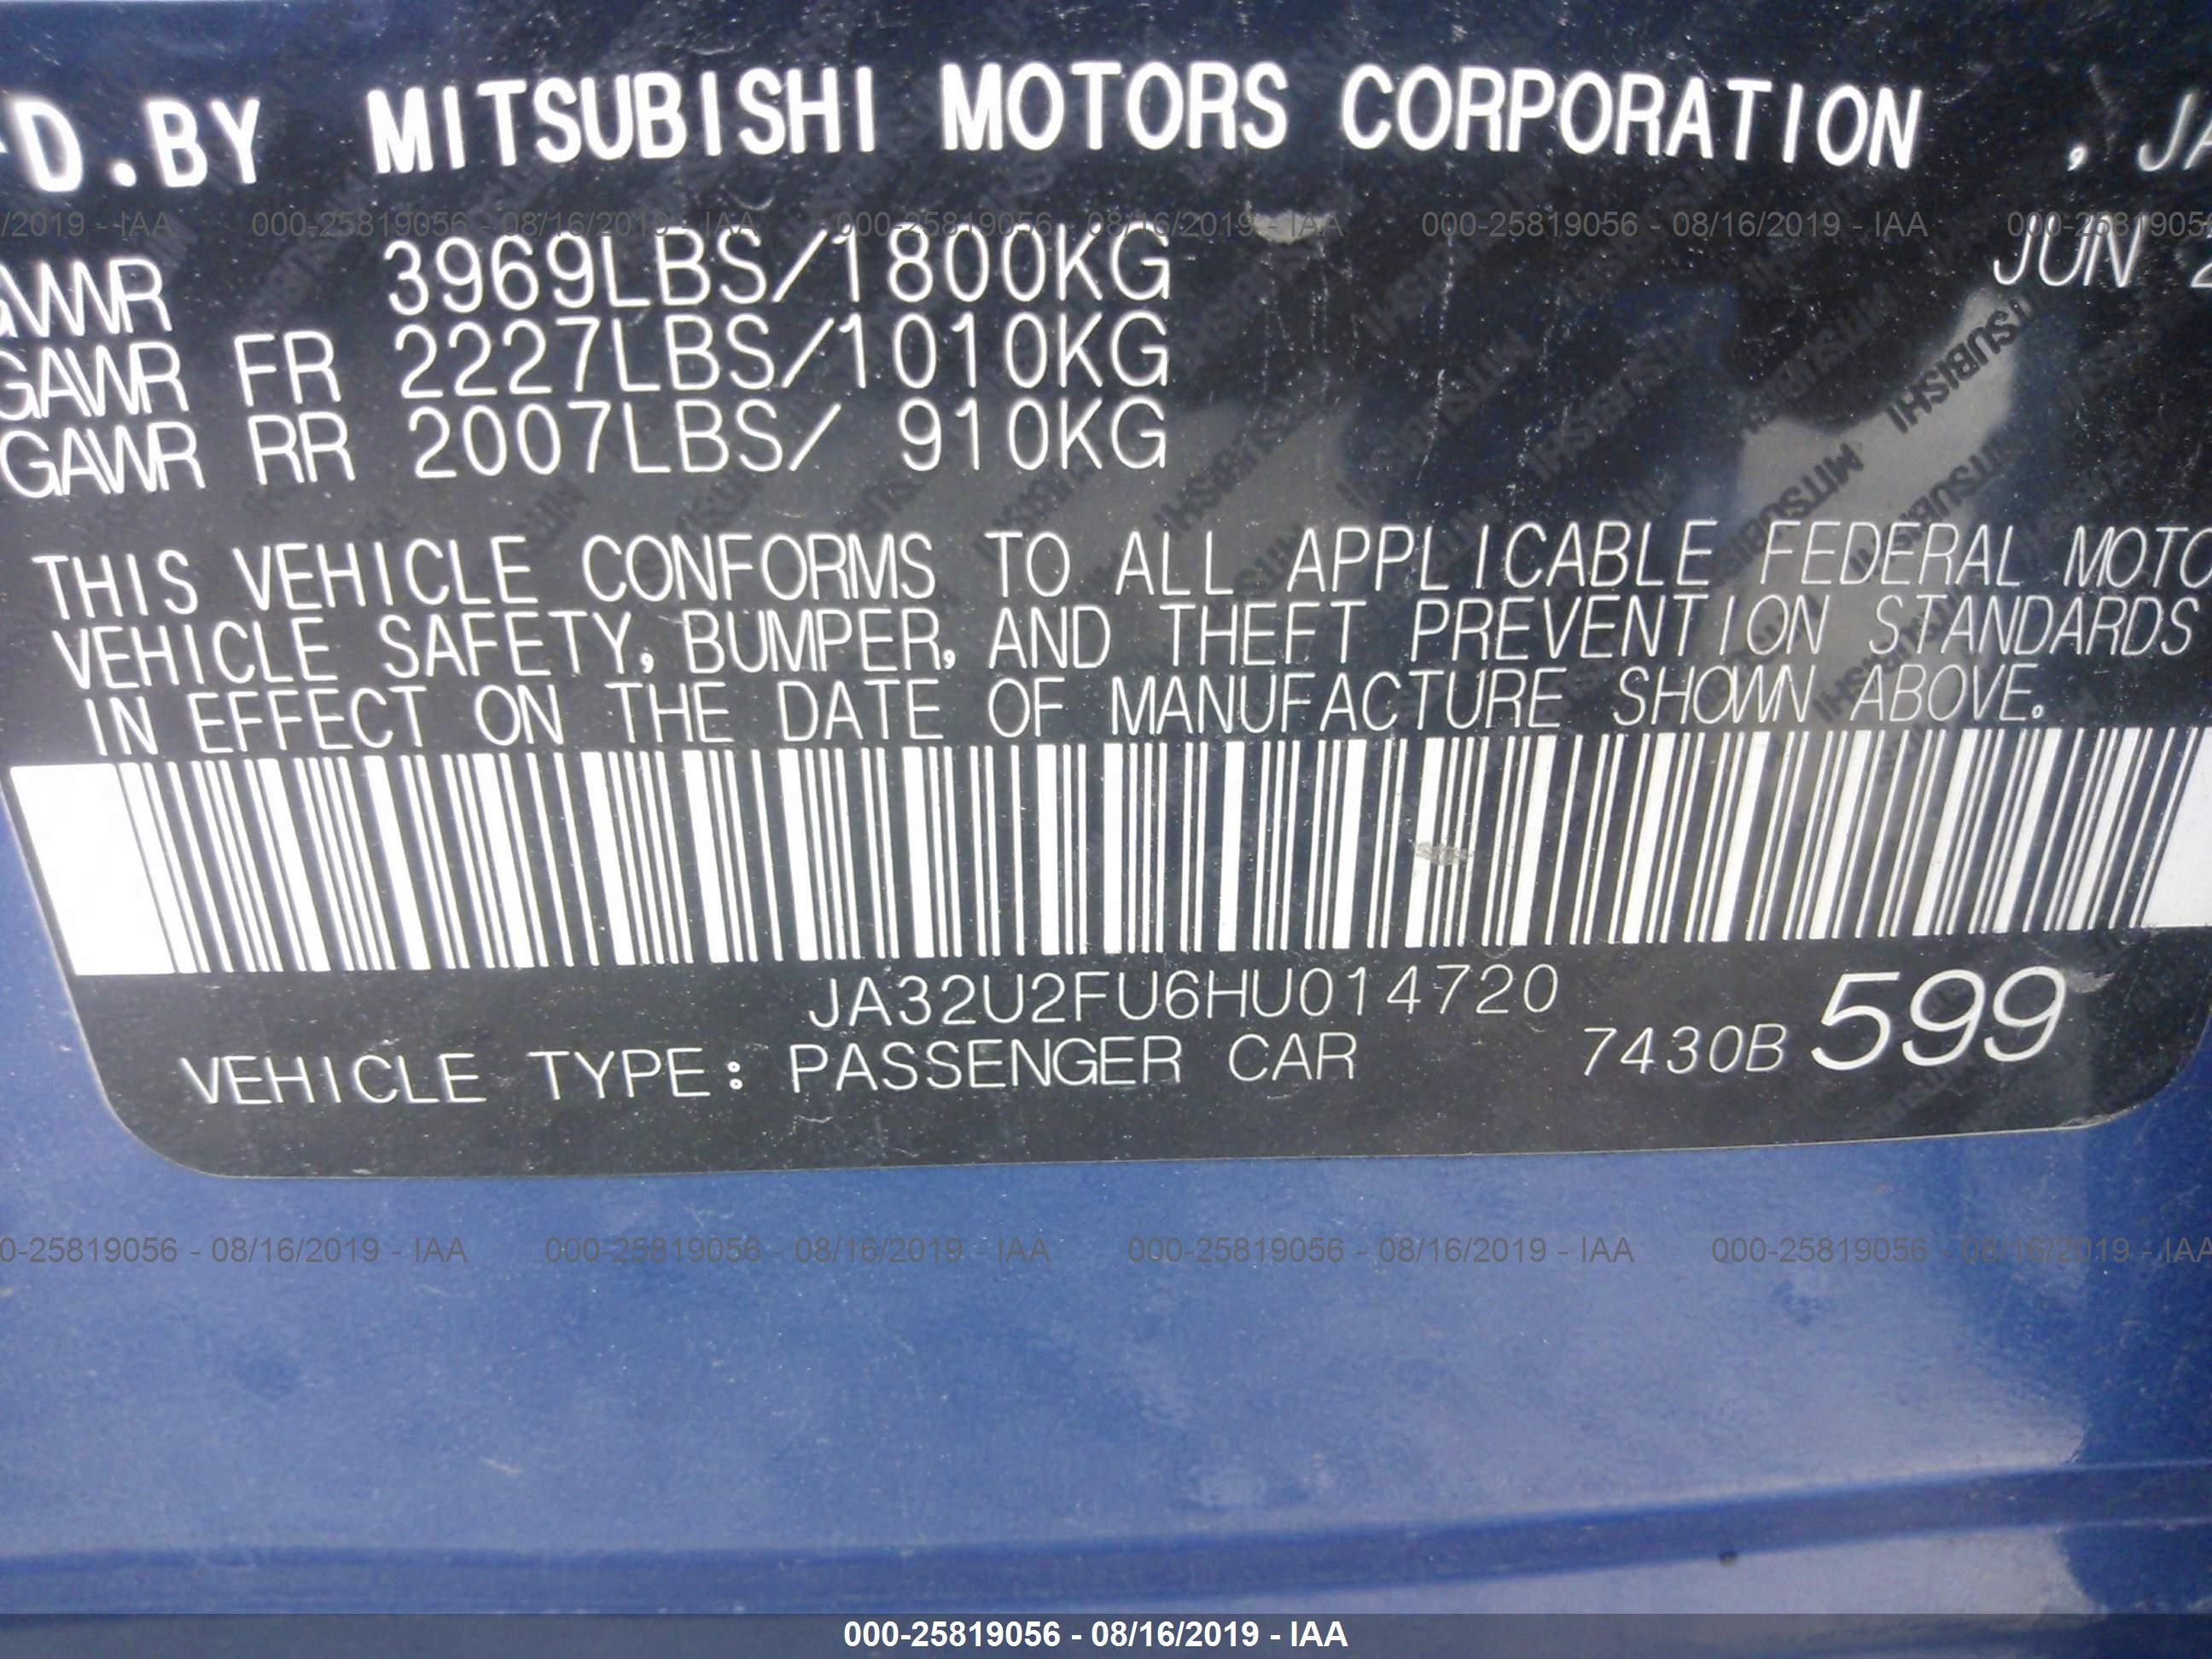 D.BY MITSUBISHI MOTORS CORPORATION , JA
/2019 - IAA 000-25819056 - 08/16/2019 - IAA 000-25819056 - 08/16/2019 - IAA 000-25819056 - 08/16/2019 - IAA 000-2581905
GVWR 3969LBS/1800KG JUN 2
GAWR FR 2227LBS/1010KG
GAWR RR 2007LBS/ 910KG
THIS VEHICLE CONFORMS TO ALL APPLICABLE FEDERAL MOTO
VEHICLE SAFETY, BUMPER, AND THEFT PREVENTION STANDARDS
IN EFFECT ON THE DATE OF MANUFACTURE SHOWN ABOVE.
JA32U2FU6HU014720
VEHICLE TYPE: PASSENGER CAR 7430B 599
0-25819056 - 08/16/2019 - IAA 000-25819056 - 08/16/2019 - IAA 000-25819056 - 08/16/2019 - IAA 000-25819056 - 08/16/2019 - IAA
000-25819056 - 08/16/2019 - IAA